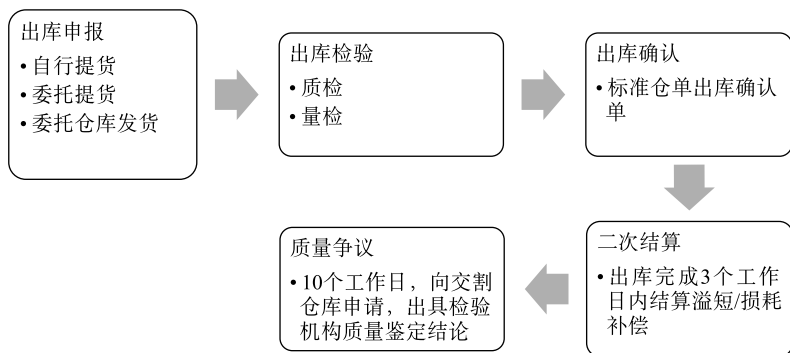 出库申报
• 自行提货
• 委托提货
• 委托仓库发货
出库检验
• 质检
• 量检
出库确认
• 标准仓单出库确认
单
二次结算
• 出库完成3个工作
日内结算溢短/损耗
补偿
质量争议
• 10个工作日，向交割
仓库申请，出具检验
机构质量鉴定结论